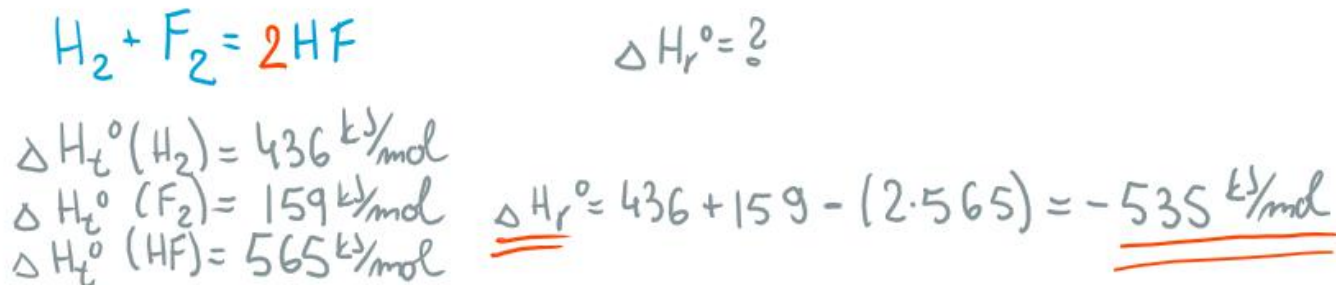 H₂ + F₂ = 2HF
ΔHᵣ° = ?
ΔHₜ° (H₂) = 436 kJ/mol
ΔHₜ° (F₂) = 159 kJ/mol
ΔHₜ° (HF) = 565 kJ/mol
ΔHᵣ° = 436 + 159 - (2·565) = - 535 kJ/mol